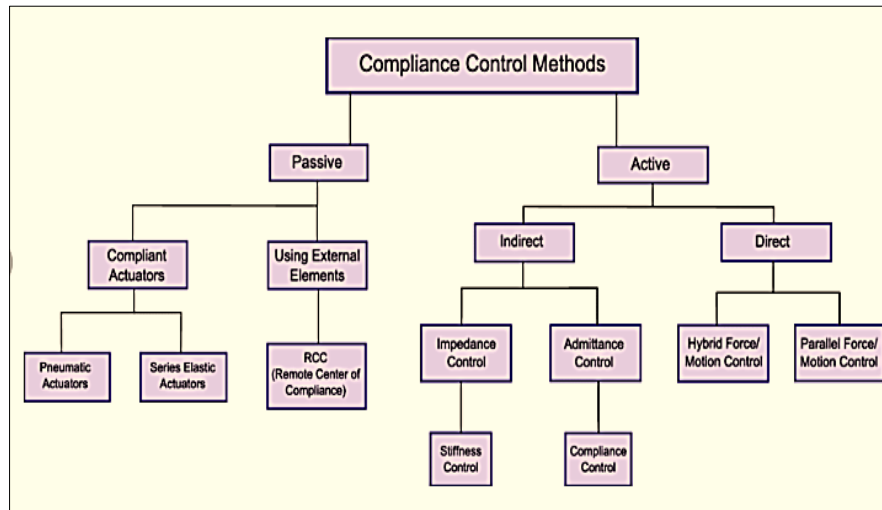 Compliance Control Methods
Passive
Active
Compliant
Actuators
Using External
Elements
Indirect
Direct
Pneumatic
Actuators
Series Elastic
Actuators
RCC
(Remote Center of
Compliance)
Impedance
Control
Admittance
Control
Hybrid Force/
Motion Control
Parallel Force/
Motion Control
Stiffness
Control
Compliance
Control